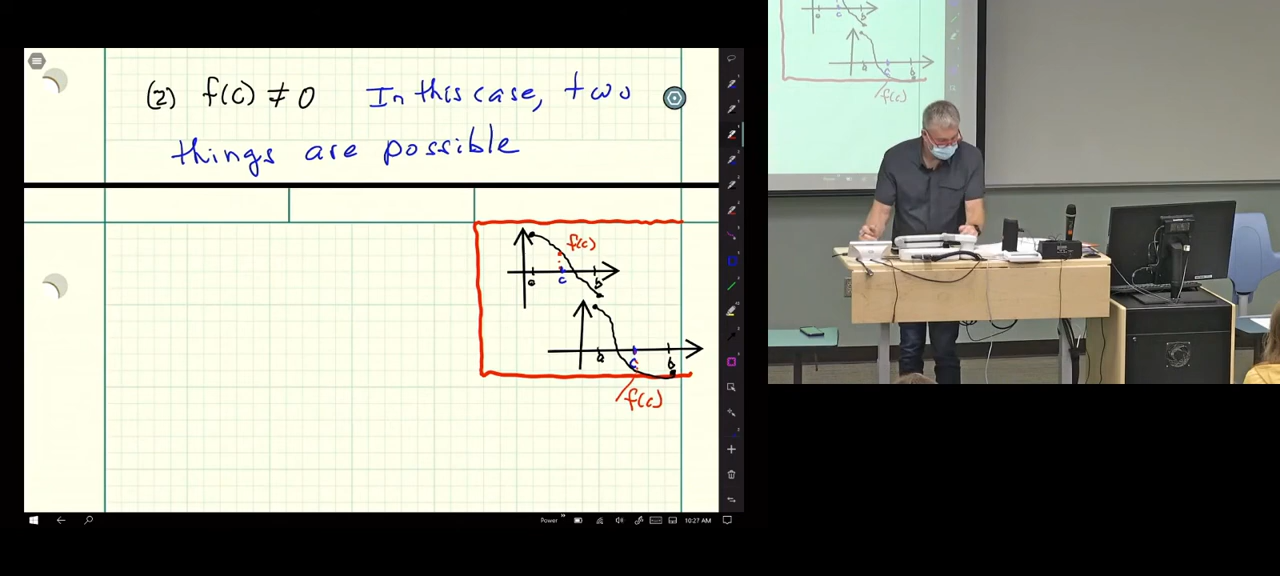 (2) f(c) ≠ 0 In this case, two
things are possible
f(c)
a c b
a c b
f(c)
Power
10:27 AM